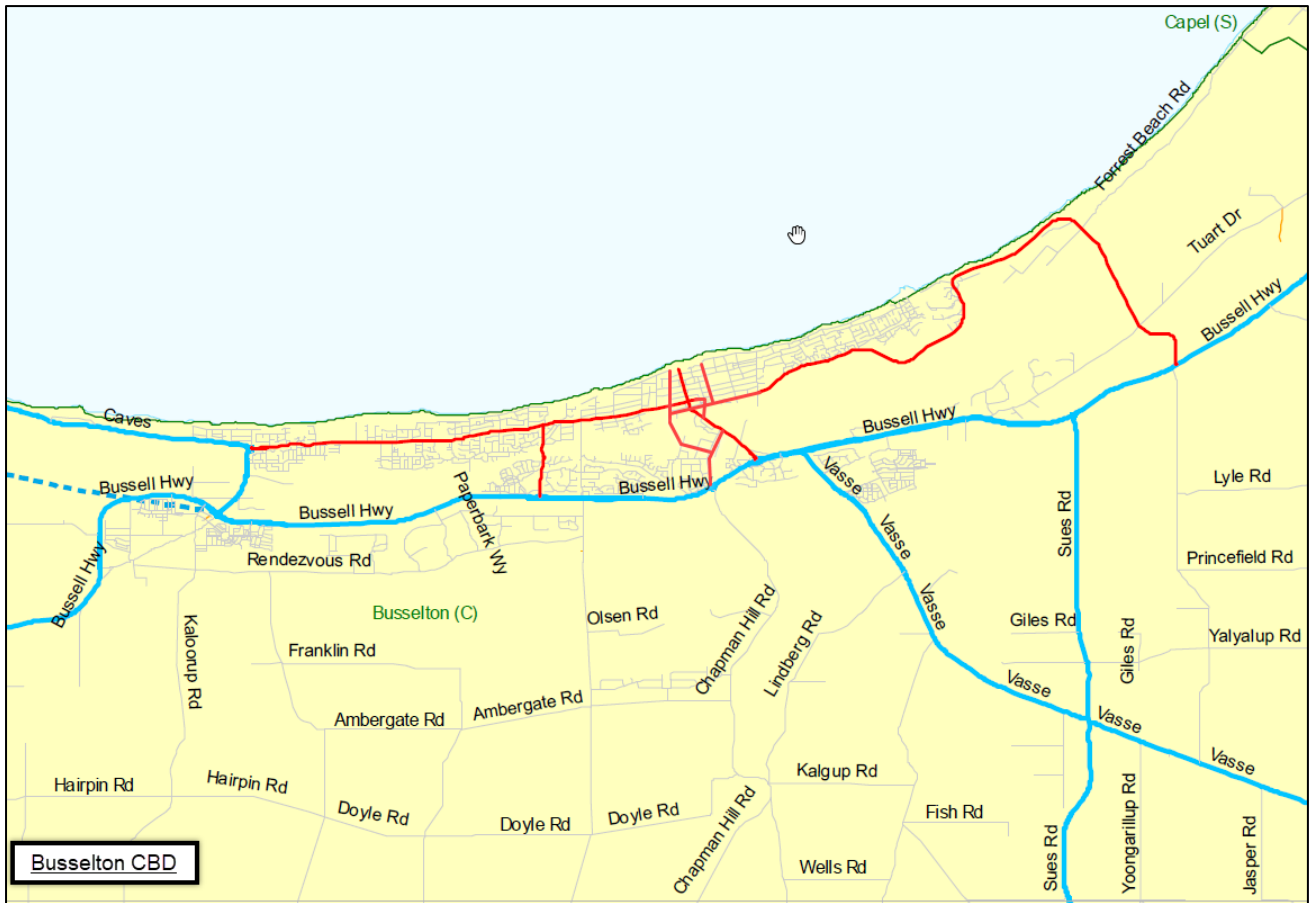 Capel (S)
Forrest Beach Rd
Tuart Dr
Bussell Hwy
Caves
Bussell Hwy
Bussell Hwy
Bussell Hwy
Bussell Hwy
Vasse
Lyle Rd
Paperbark Wy
Vasse
Sues Rd
Rendezvous Rd
Princefield Rd
Bussell Hwy
Vasse
Busselton (C)
Olsen Rd
Chapman Hill Rd
Lindberg Rd
Giles Rd
Giles Rd
Yalyalup Rd
Kaloorup Rd
Franklin Rd
Vasse
Ambergate Rd
Ambergate Rd
Vasse
Vasse
Hairpin Rd
Hairpin Rd
Kalgup Rd
Doyle Rd
Doyle Rd
Doyle Rd
Chapman Hill Rd
Fish Rd
Yoongarillup Rd
Sues Rd
Jasper Rd
Wells Rd
Busselton CBD